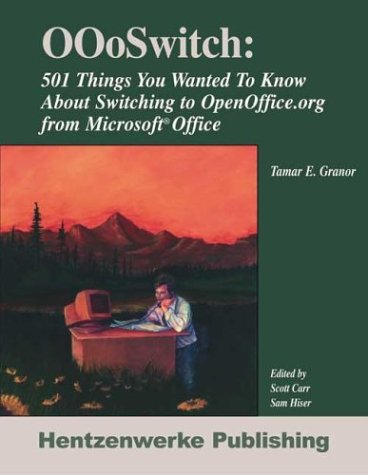 OOoSwitch:
501 Things You Wanted To Know
About Switching to OpenOffice.org
from Microsoft® Office
Tamar E. Granor
Edited by
Scott Carr
Sam Hiser
Hentzenwerke Publishing